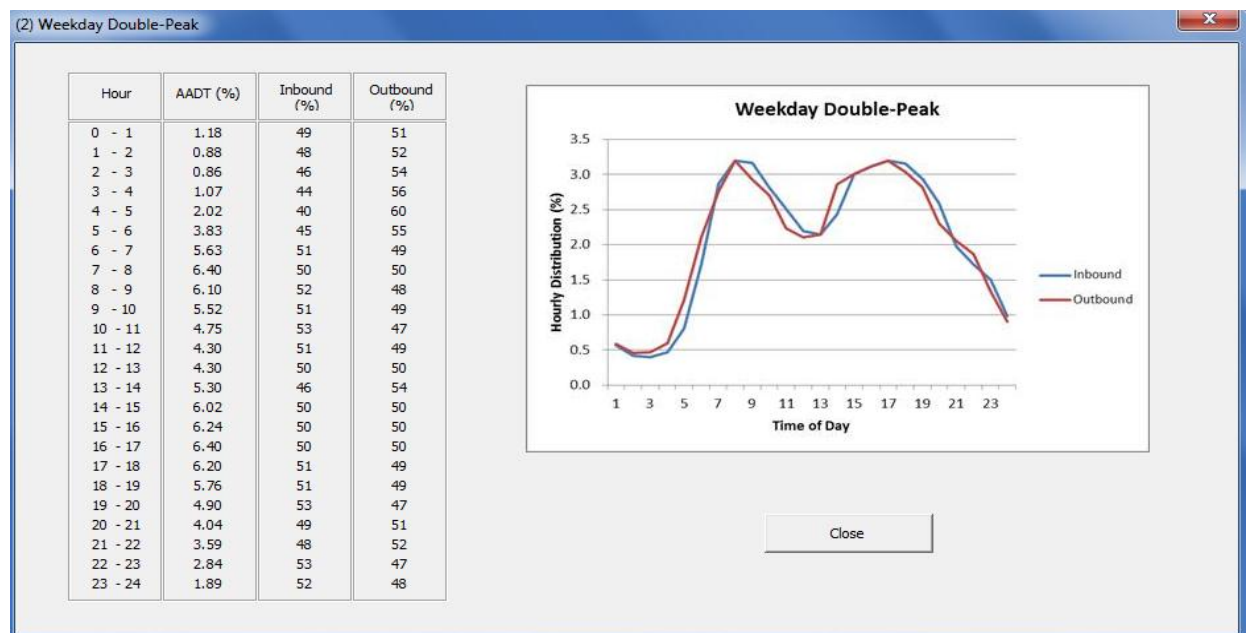 (2) Weekday Double-Peak
Hour AADT (%) Inbound (%) Outbound (%)
0 - 1 1.18 49 51
1 - 2 0.88 48 52
2 - 3 0.86 46 54
3 - 4 1.07 44 56
4 - 5 2.02 40 60
5 - 6 3.83 45 55
6 - 7 5.63 51 49
7 - 8 6.40 50 50
8 - 9 6.10 52 48
9 - 10 5.52 51 49
10 - 11 4.75 53 47
11 - 12 4.30 51 49
12 - 13 4.30 50 50
13 - 14 5.30 46 54
14 - 15 6.02 50 50
15 - 16 6.24 50 50
16 - 17 6.40 50 50
17 - 18 6.20 51 49
18 - 19 5.76 51 49
19 - 20 4.90 53 47
20 - 21 4.04 49 51
21 - 22 3.59 48 52
22 - 23 2.84 53 47
23 - 24 1.89 52 48
Weekday Double-Peak
Hourly Distribution (%)
3.5
3.0
2.5
2.0
1.5
1.0
0.5
0.0
1 3 5 7 9 11 13 15 17 19 21 23
Time of Day
Inbound
Outbound
Close